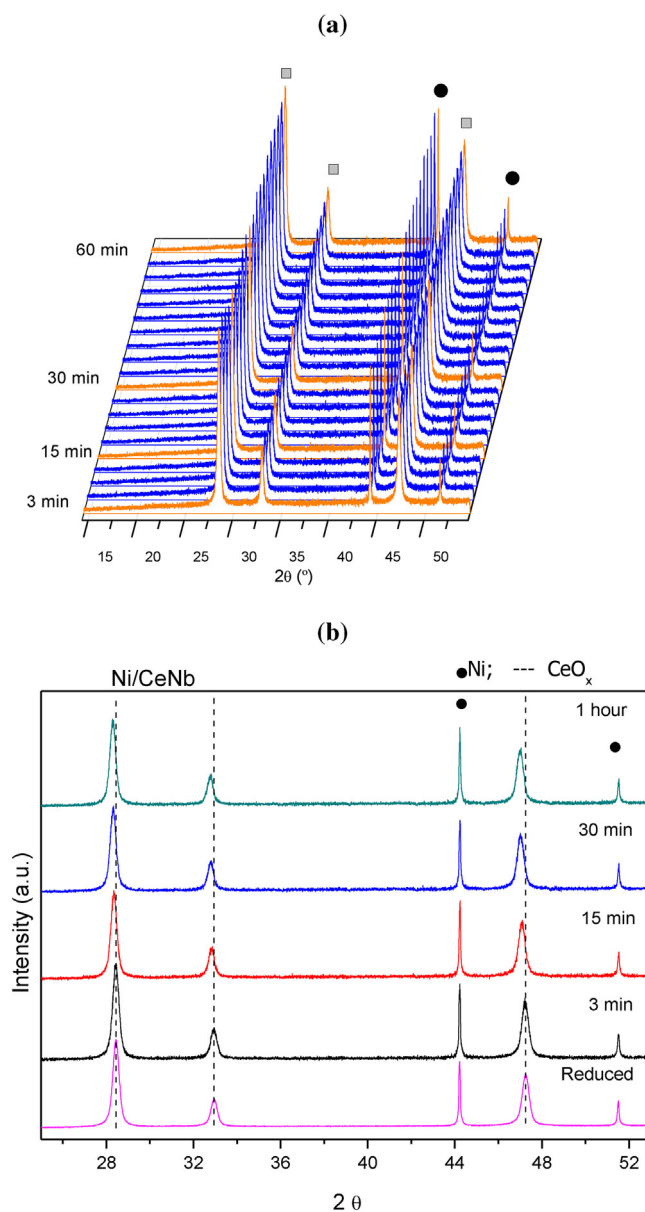 (a)
60 min
30 min
15 min
3 min
15 20 25 30 35 40 45 50
2θ (º)
(b)
Ni/CeNb
●Ni; --- CeOₓ
1 hour
30 min
15 min
3 min
Reduced
Intensity (a.u.)
28 32 36 40 44 48 52
2 θ